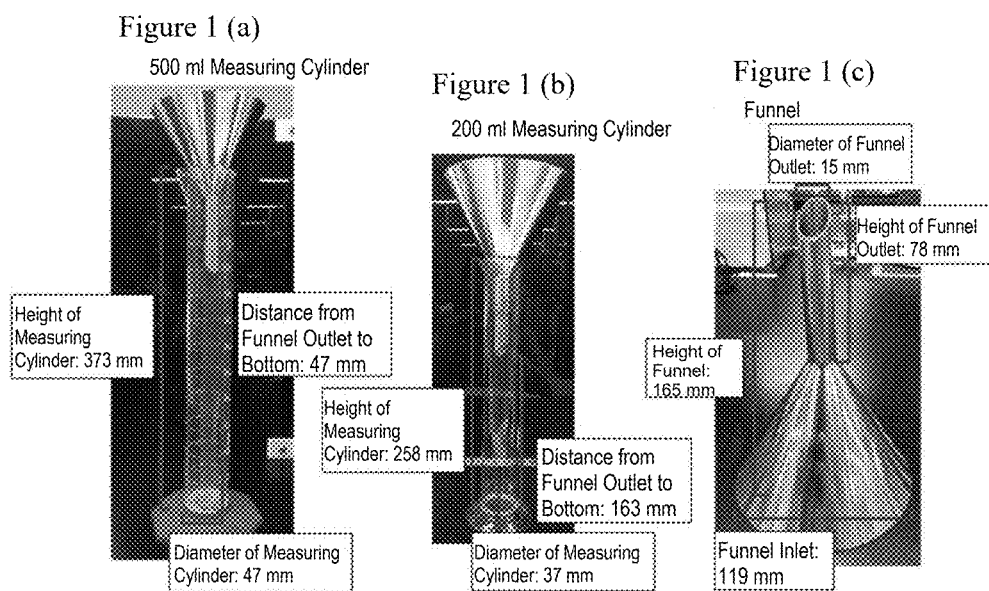 Figure 1 (a)
500 ml Measuring Cylinder
Height of
Measuring
Cylinder: 373 mm
Distance from
Funnel Outlet to
Bottom: 47 mm
Diameter of Measuring
Cylinder: 47 mm
Figure 1 (b)
200 ml Measuring Cylinder
Height of
Measuring
Cylinder: 258 mm
Distance from
Funnel Outlet to
Bottom: 163 mm
Diameter of Measuring
Cylinder: 37 mm
Figure 1 (c)
Funnel
Diameter of Funnel
Outlet: 15 mm
Height of Funnel
Outlet: 78 mm
Height of
Funnel:
165 mm
Funnel Inlet:
119 mm